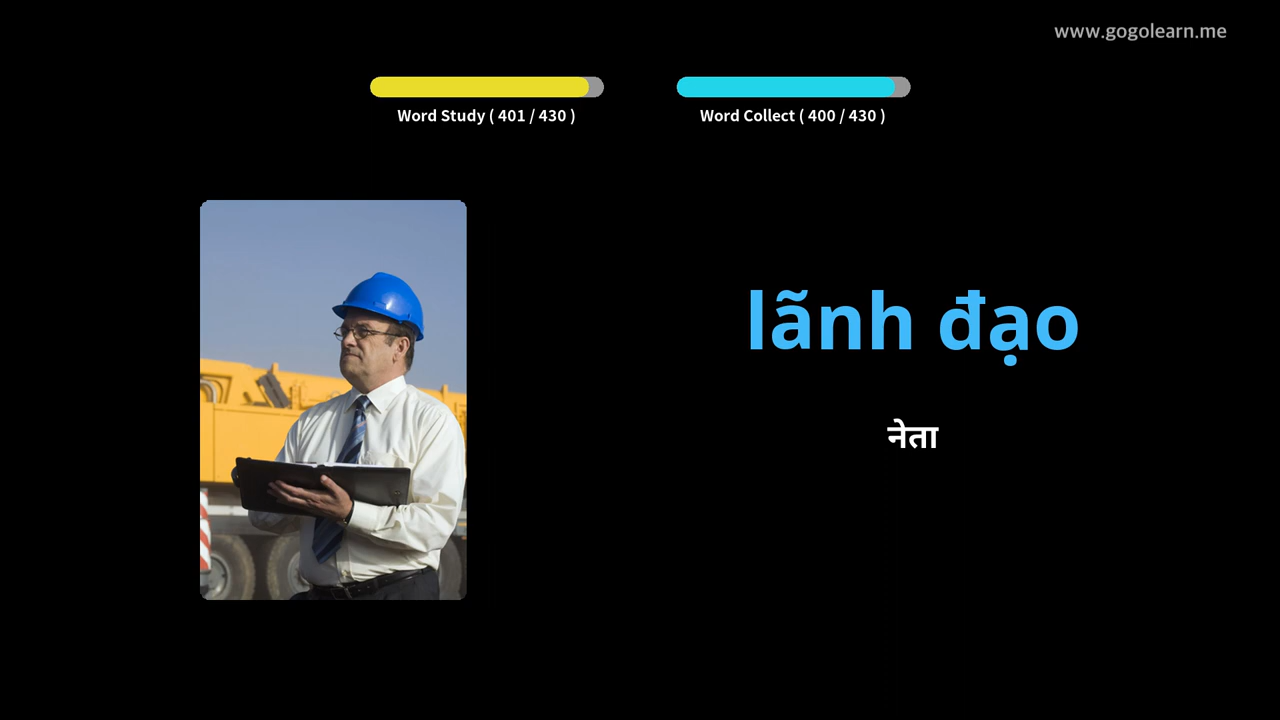 www.gogolearn.me
Word Study ( 401 / 430 )
Word Collect ( 400 / 430 )
lãnh đạo
नेता